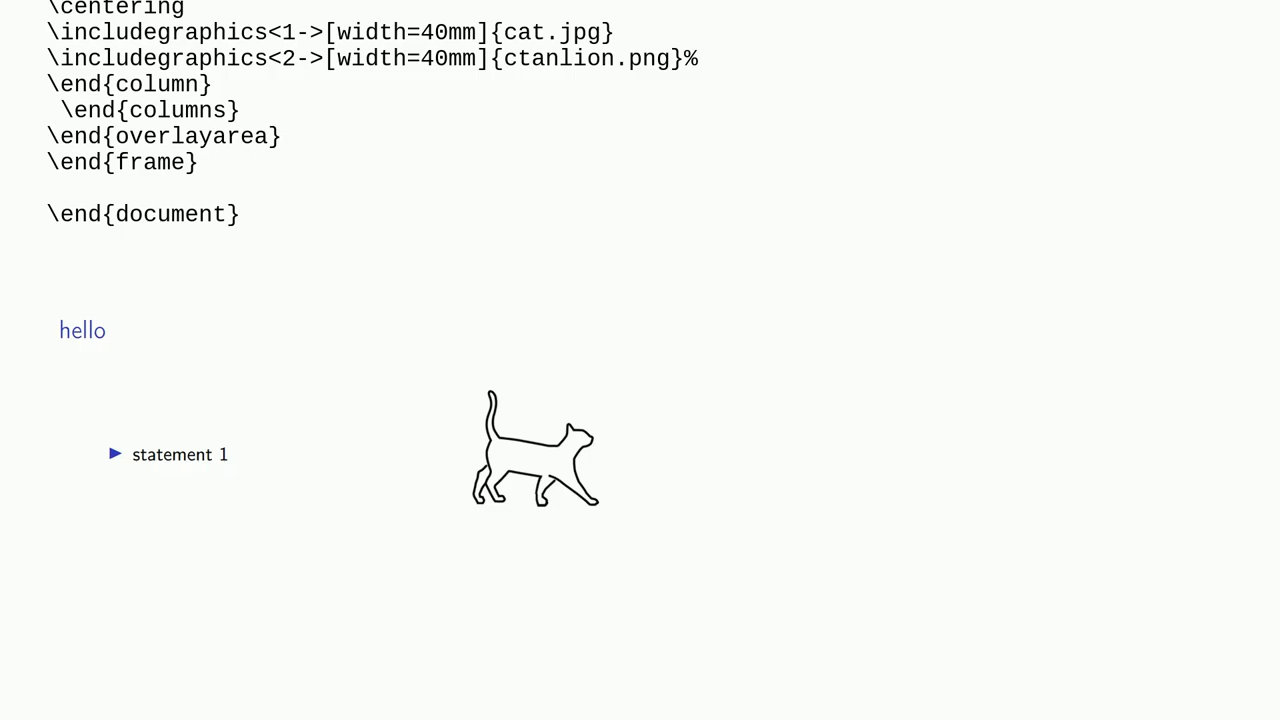 \centering
\includegraphics<1->[width=40mm]{cat.jpg}
\includegraphics<2->[width=40mm]{ctanlion.png}%
\end{column}
\end{columns}
\end{overlayarea}
\end{frame}
\end{document}
hello
statement 1